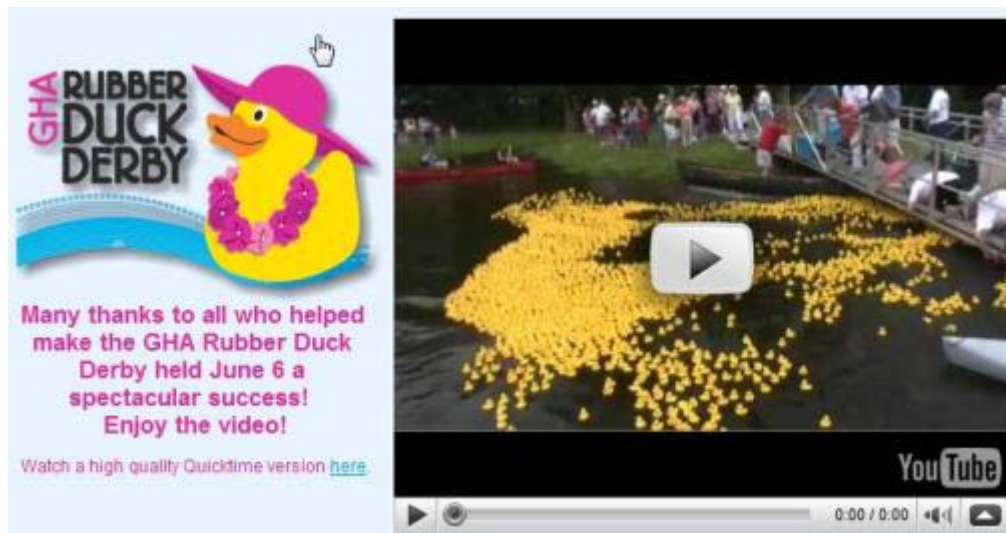 GHA
RUBBER
DUCK
DERBY
Many thanks to all who helped
make the GHA Rubber Duck
Derby held June 6 a
spectacular success!
Enjoy the video!
Watch a high quality Quicktime version here.
YouTube
0:00 / 0:00